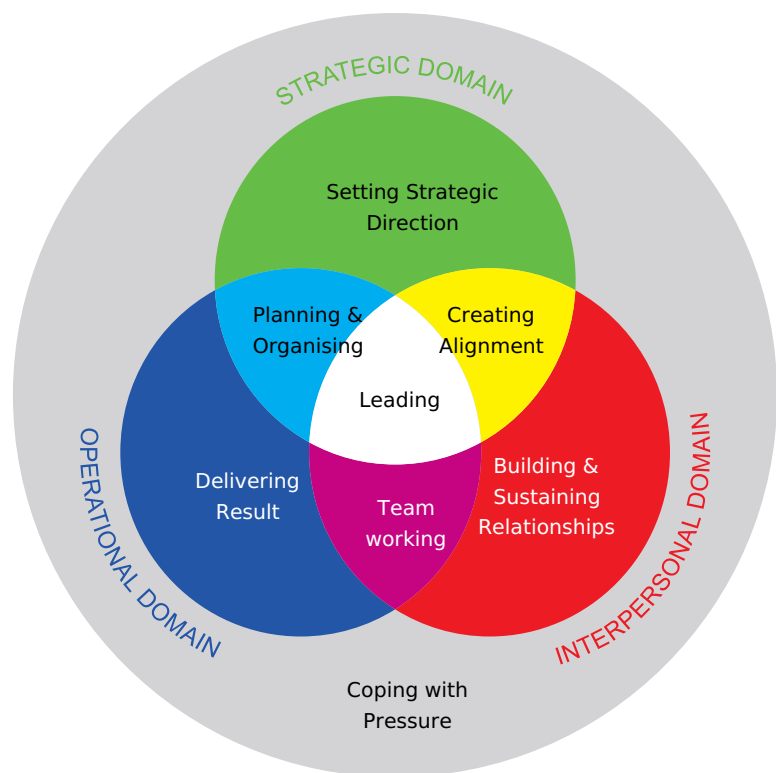 STRATEGIC DOMAIN
Setting Strategic
Direction
Planning &
Organising
Creating
Alignment
Leading
OPERATIONAL DOMAIN
Delivering
Result
Team
working
Building &
Sustaining
Relationships
INTERPERSONAL DOMAIN
Coping with
Pressure